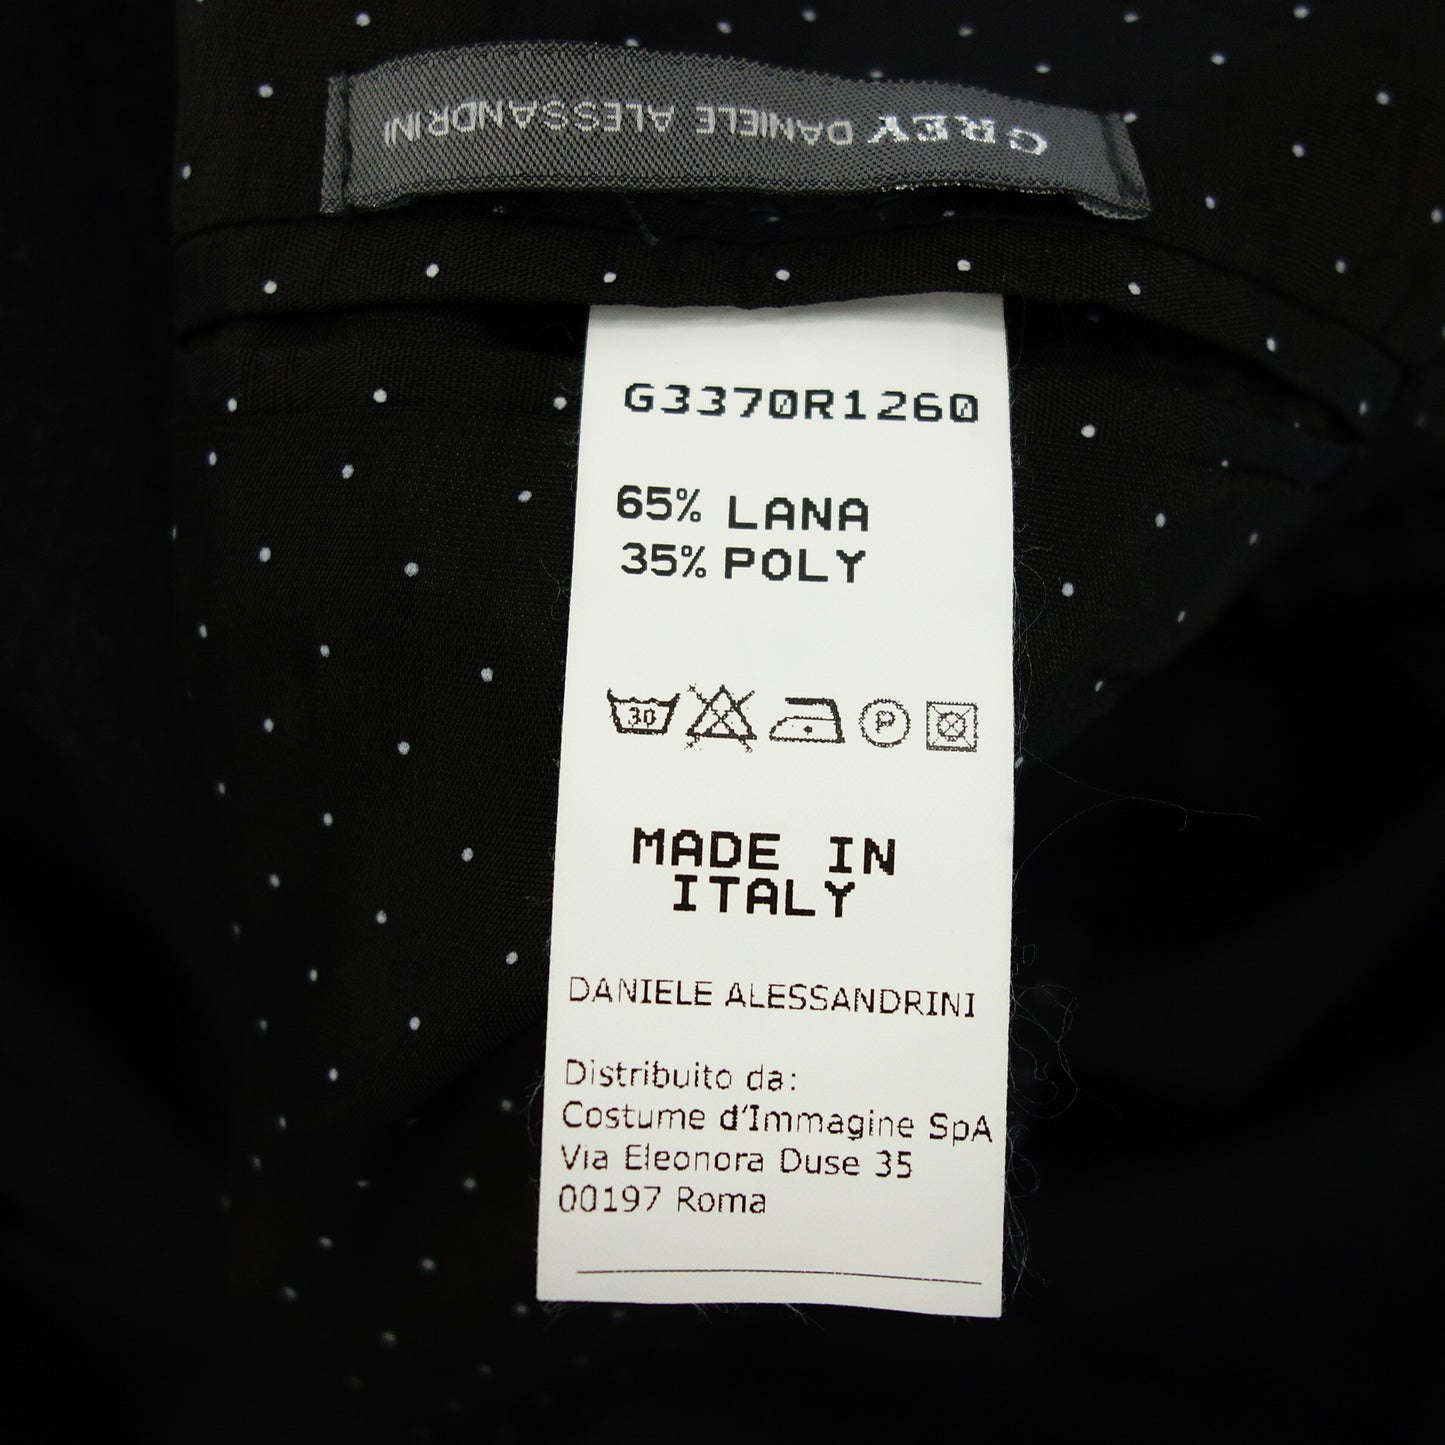 GREY DANIELE ALESSANDRINI
G3370R1260
65% LANA
35% POLY
30 P
MADE IN
ITALY
DANIELE ALESSANDRINI
Distribuito da:
Costume d'Immagine SpA
Via Eleonora Duse 35
00197 Roma